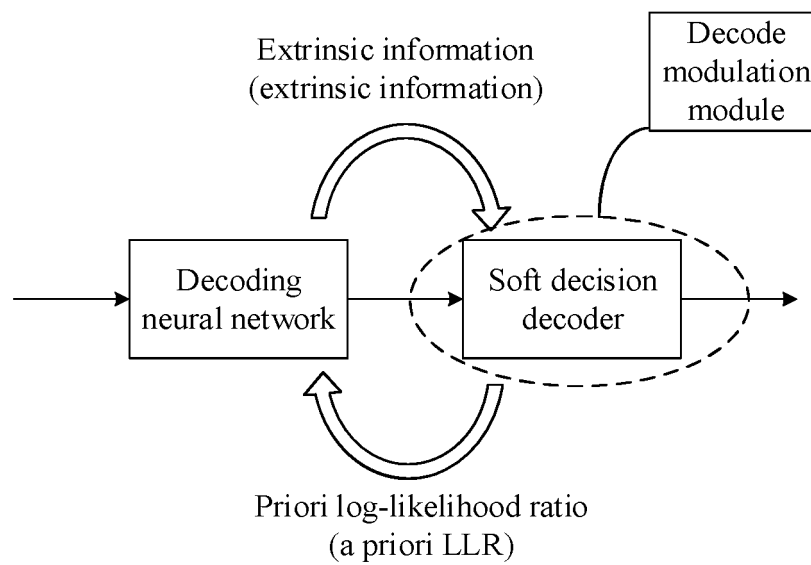 Extrinsic information
(extrinsic information)
Decode
modulation
module
Decoding
neural network
Soft decision
decoder
Priori log-likelihood ratio
(a priori LLR)